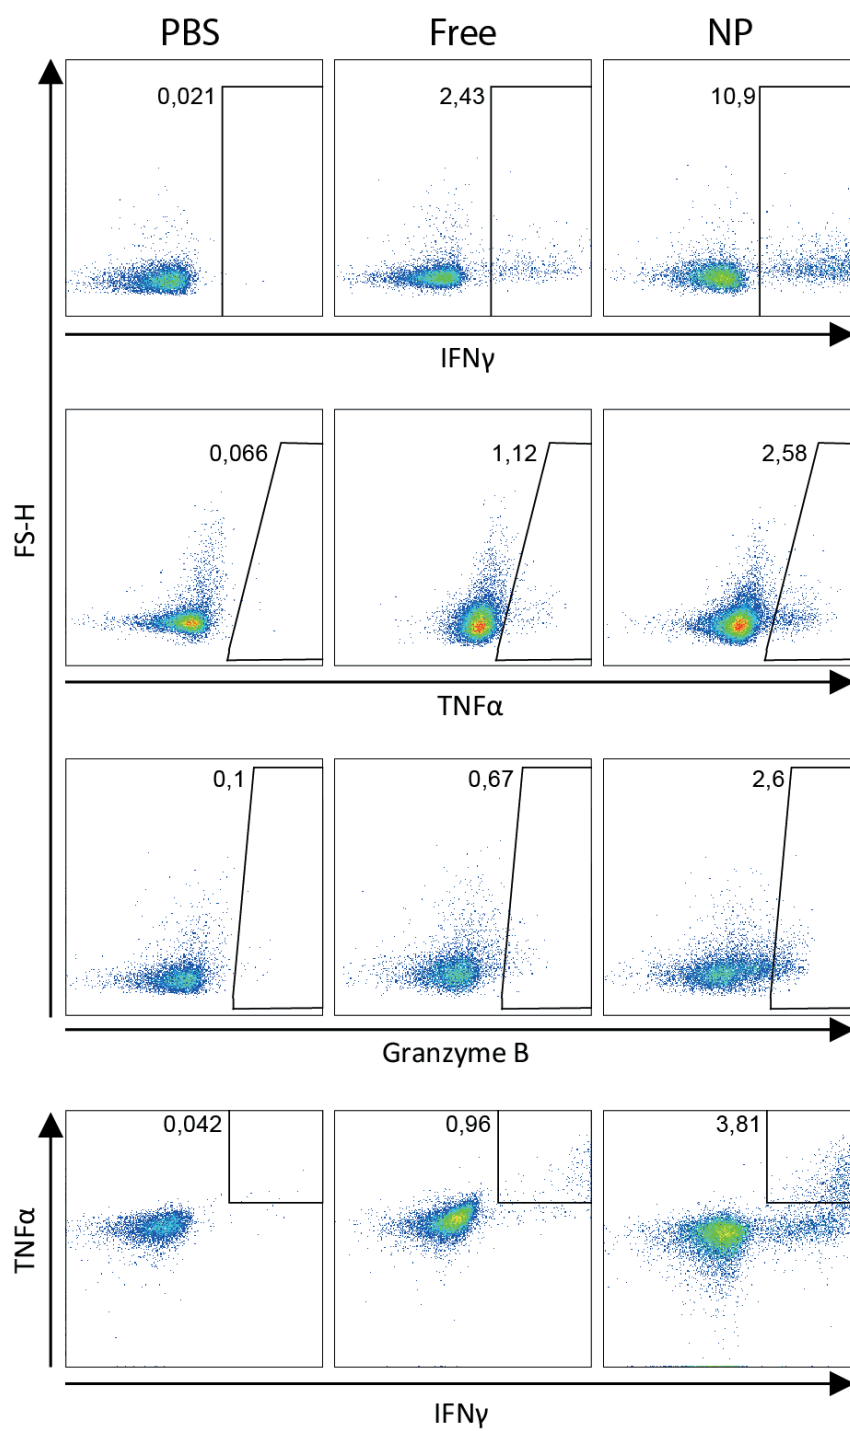 PBS Free NP
0,021 2,43 10,9
IFNγ
0,066 1,12 2,58
FS-H
TNFα
0,1 0,67 2,6
Granzyme B
0,042 0,96 3,81
TNFα
IFNγ